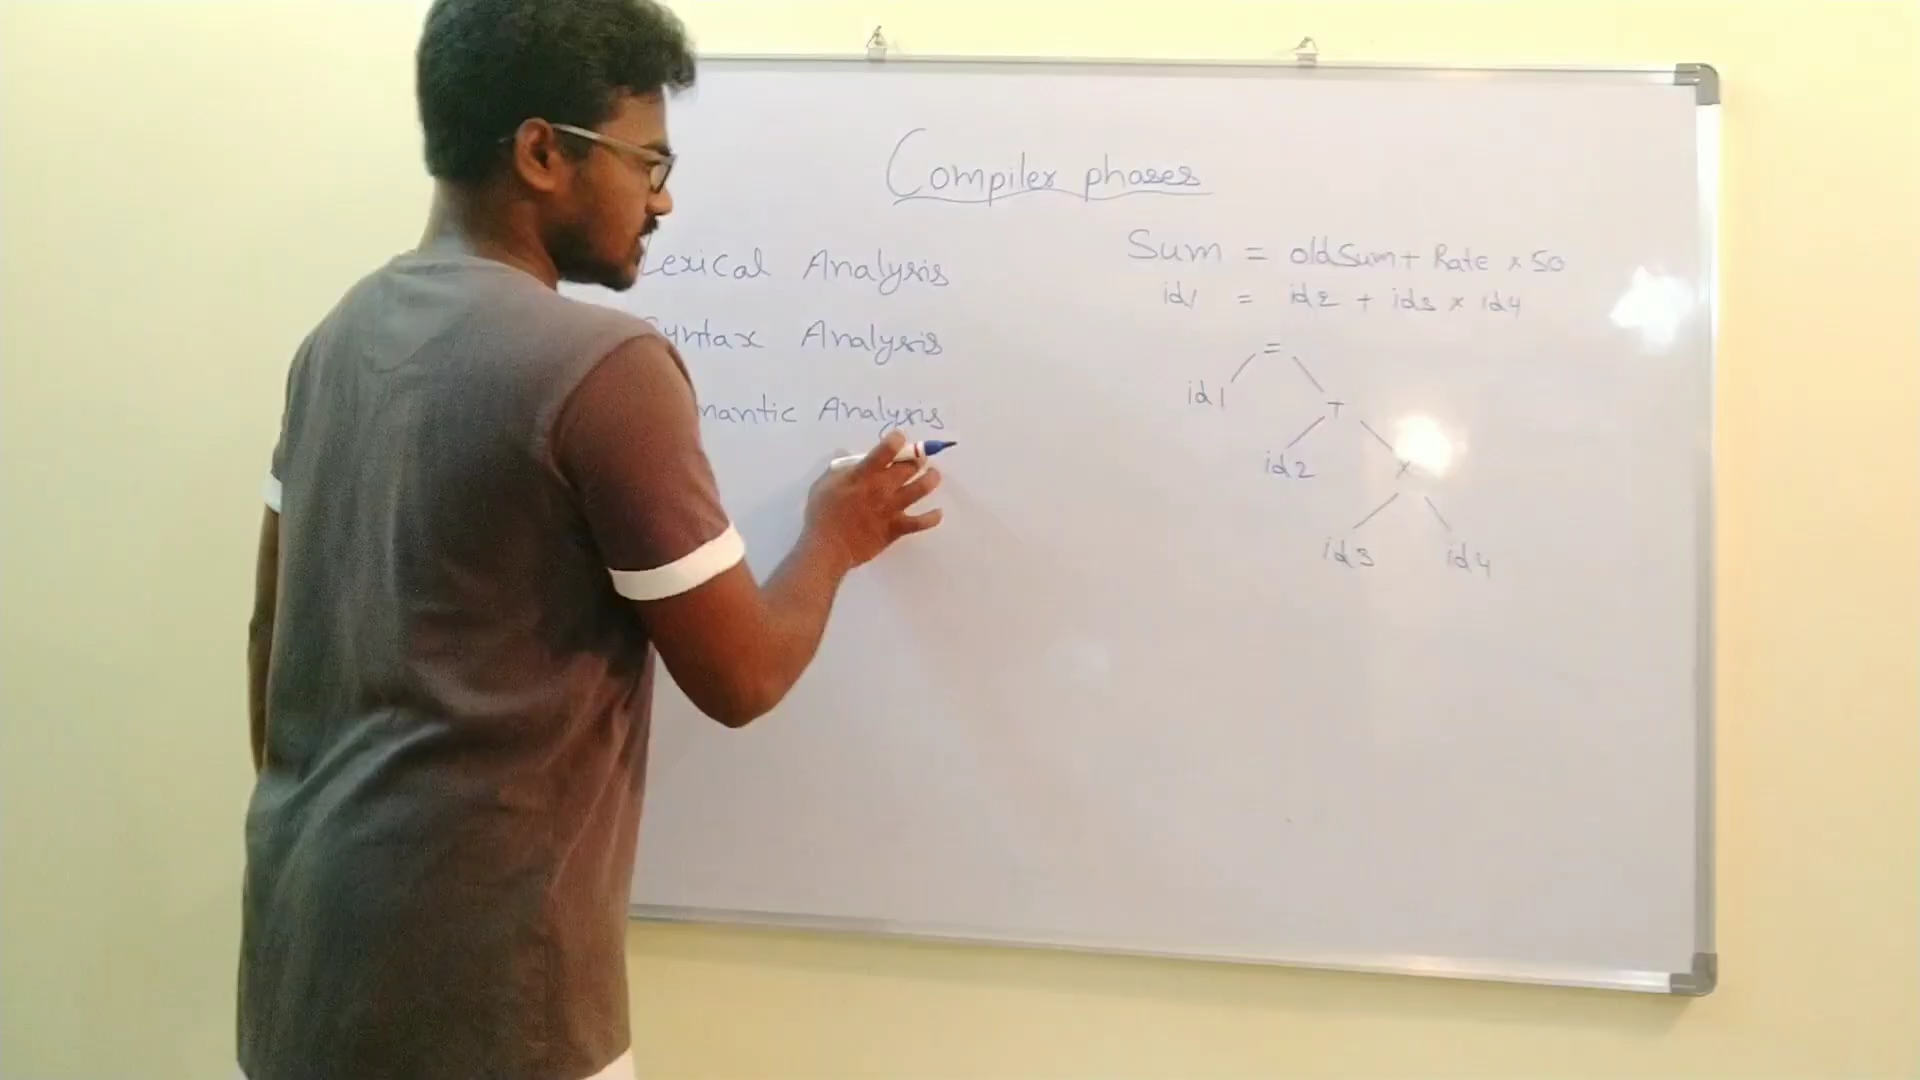 Compiler phases
Lexical Analysis
Syntax Analysis
mantic Analysis
Sum = oldSum + Rate × 50
id1 = id2 + id3 × id4
=
id1 +
id2 ×
id3 id4